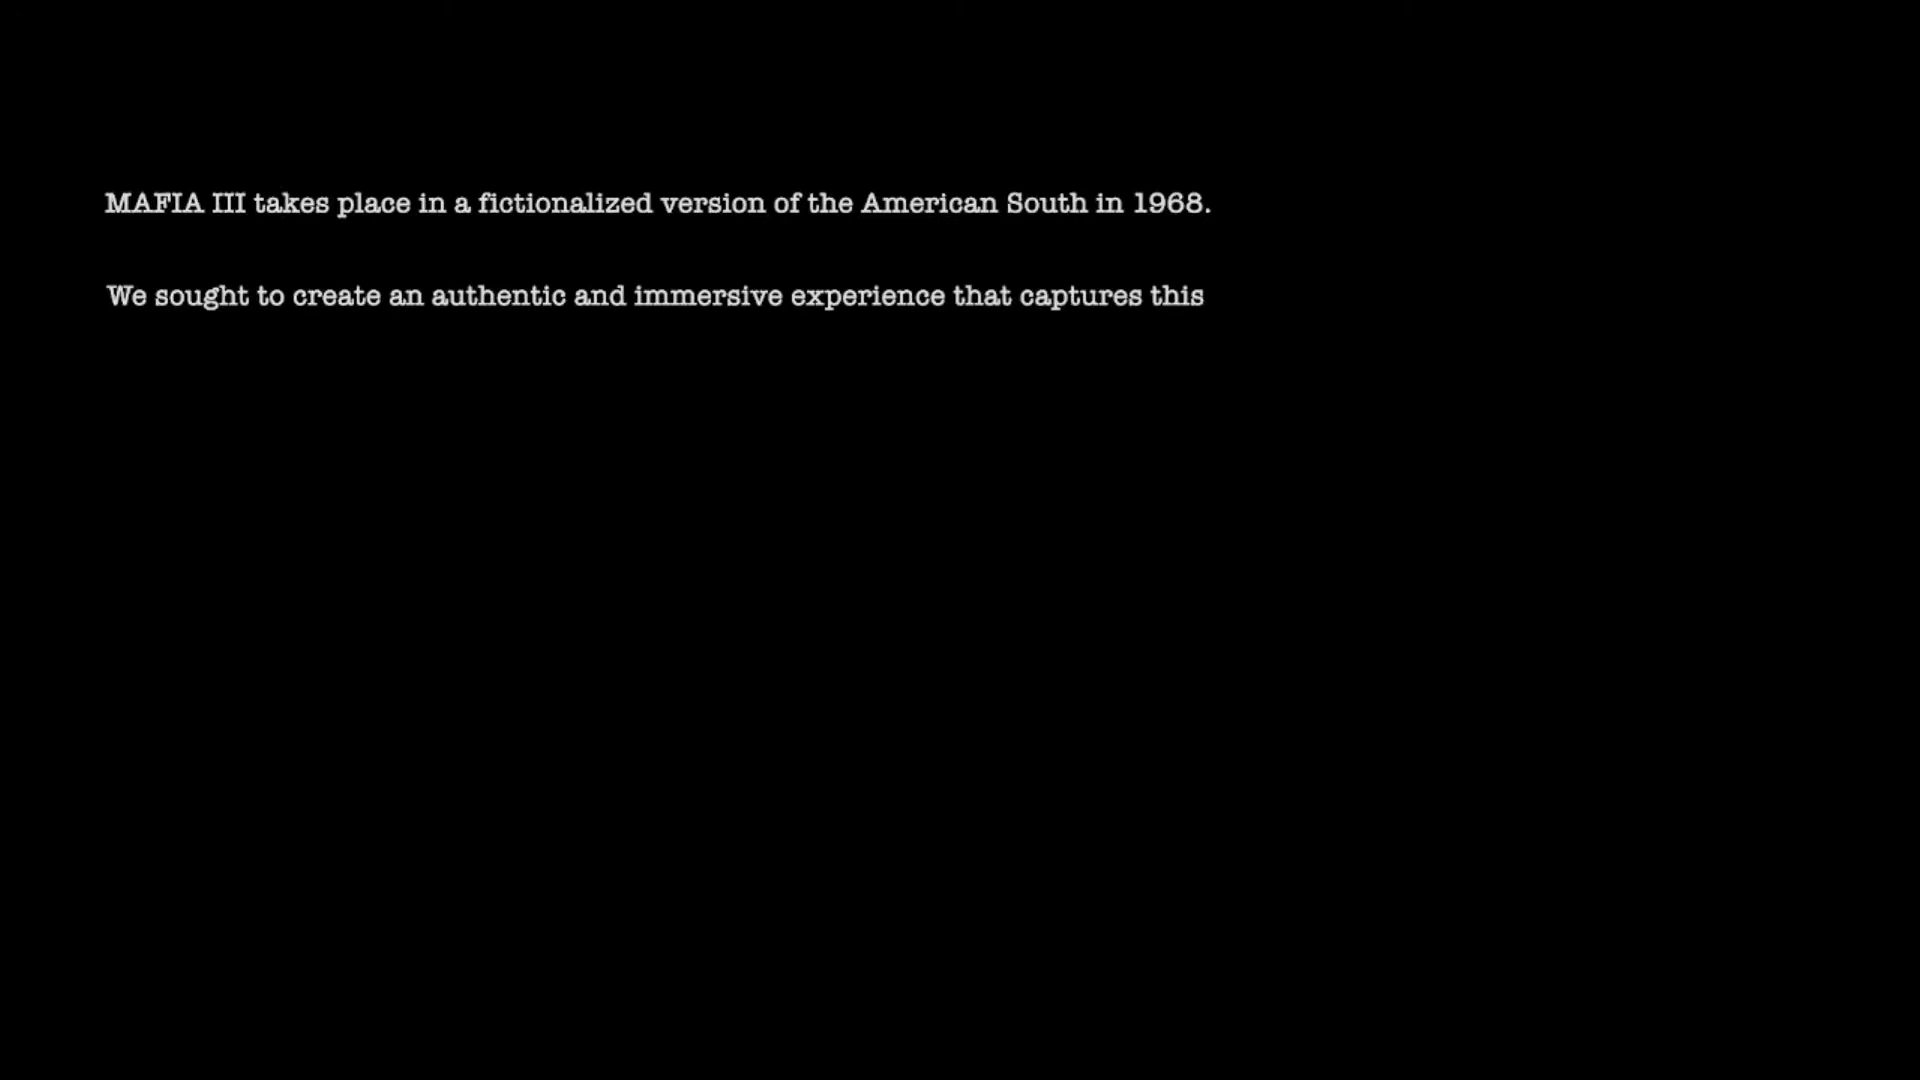 MAFIA III takes place in a fictionalized version of the American South in 1968.
We sought to create an authentic and immersive experience that captures this